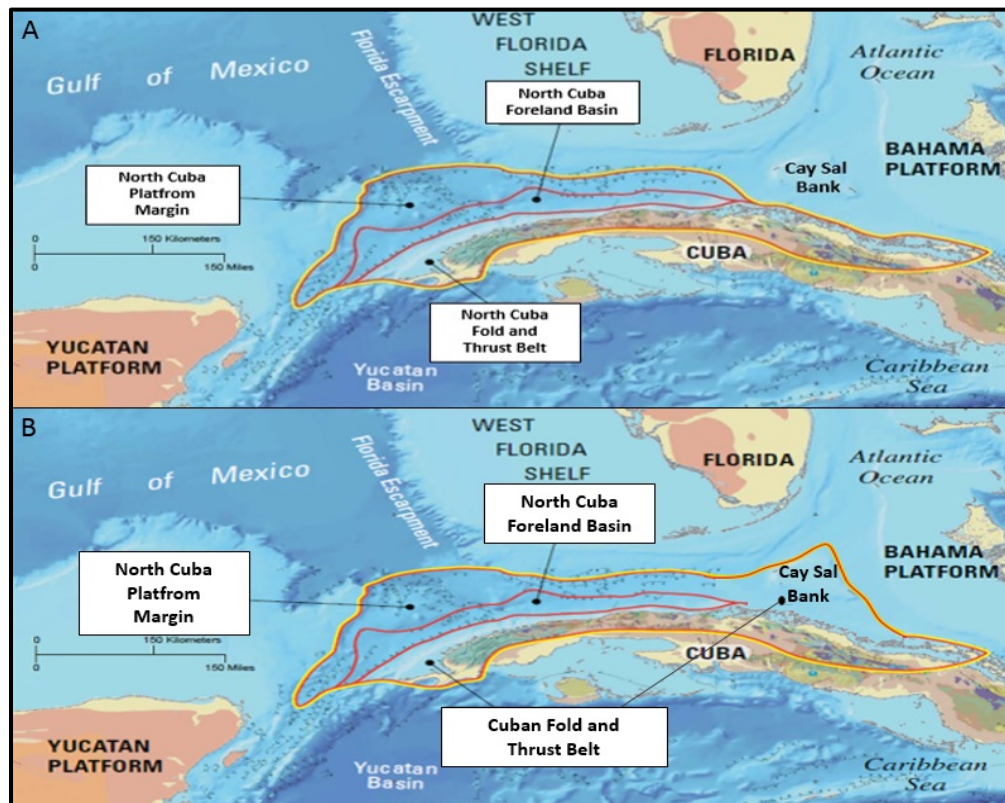 A
Gulf of Mexico
Florida Escarpment
WEST
FLORIDA
SHELF
FLORIDA
Atlantic
Ocean
North Cuba
Foreland Basin
BAHAMA
PLATFORM
Cay Sal
Bank
North Cuba
Platfrom
Margin
0
150 Kilometers
0
150 Miles
CUBA
North Cuba
Fold and
Thrust Belt
YUCATAN
PLATFORM
Yucatan
Basin
Caribbean
Sea
B
Gulf of Mexico
Florida Escarpment
WEST
FLORIDA
SHELF
FLORIDA
Atlantic
Ocean
North Cuba
Foreland Basin
BAHAMA
PLATFORM
North Cuba
Platfrom
Margin
Cay Sal
Bank
0
150 Kilometers
0
150 Miles
CUBA
Cuban Fold and
Thrust Belt
YUCATAN
PLATFORM
Yucatan
Basin
Caribbean
Sea